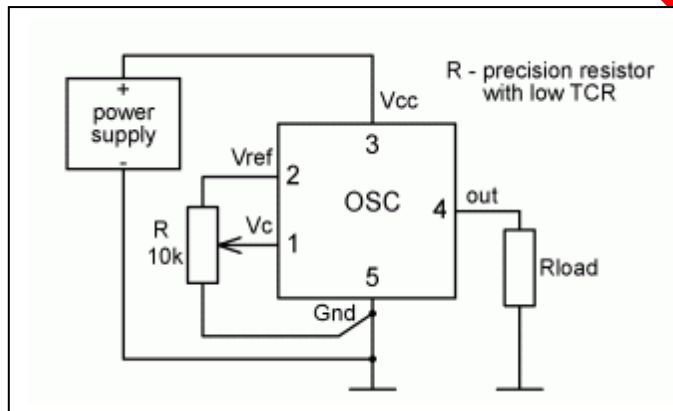 R - precision resistor
with low TCR
+
power
supply
-
Vcc
3
Vref
2
OSC
R
10k
Vc
1
4
out
5
Gnd
Rload